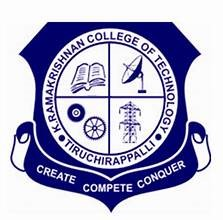 K.RAMAKRISHNAN COLLEGE OF TECHNOLOGY
TIRUCHIRAPPALLI
CREATE COMPETE CONQUER